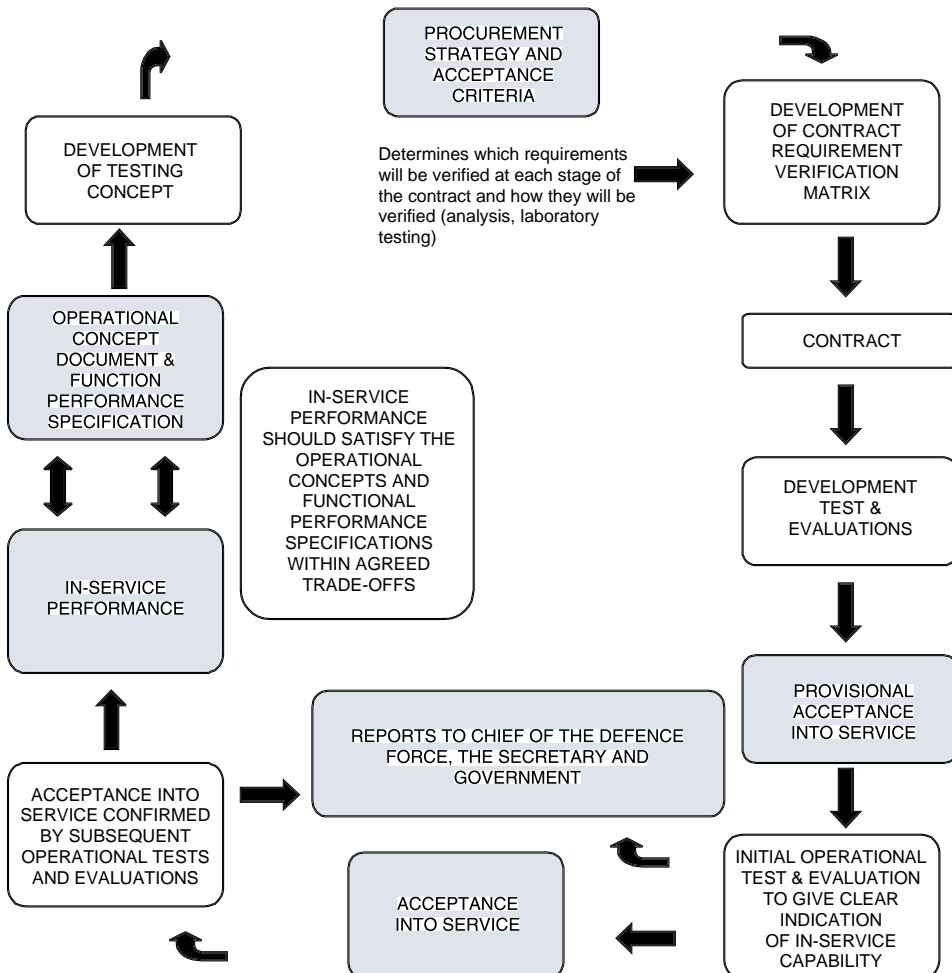 PROCUREMENT
STRATEGY AND
ACCEPTANCE
CRITERIA
DEVELOPMENT
OF TESTING
CONCEPT
Determines which requirements
will be verified at each stage of
the contract and how they will be
verified (analysis, laboratory
testing)
DEVELOPMENT
OF CONTRACT
REQUIREMENT
VERIFICATION
MATRIX
OPERATIONAL
CONCEPT
DOCUMENT &
FUNCTION
PERFORMANCE
SPECIFICATION
CONTRACT
IN-SERVICE
PERFORMANCE
SHOULD SATISFY THE
OPERATIONAL
CONCEPTS AND
FUNCTIONAL
PERFORMANCE
SPECIFICATIONS
WITHIN AGREED
TRADE-OFFS
DEVELOPMENT
TEST &
EVALUATIONS
IN-SERVICE
PERFORMANCE
PROVISIONAL
ACCEPTANCE
INTO SERVICE
REPORTS TO CHIEF OF THE DEFENCE
FORCE, THE SECRETARY AND
GOVERNMENT
ACCEPTANCE INTO
SERVICE CONFIRMED
BY SUBSEQUENT
OPERATIONAL TESTS
AND EVALUATIONS
ACCEPTANCE
INTO SERVICE
INITIAL OPERATIONAL
TEST & EVALUATION
TO GIVE CLEAR
INDICATION
OF IN-SERVICE
CAPABILITY